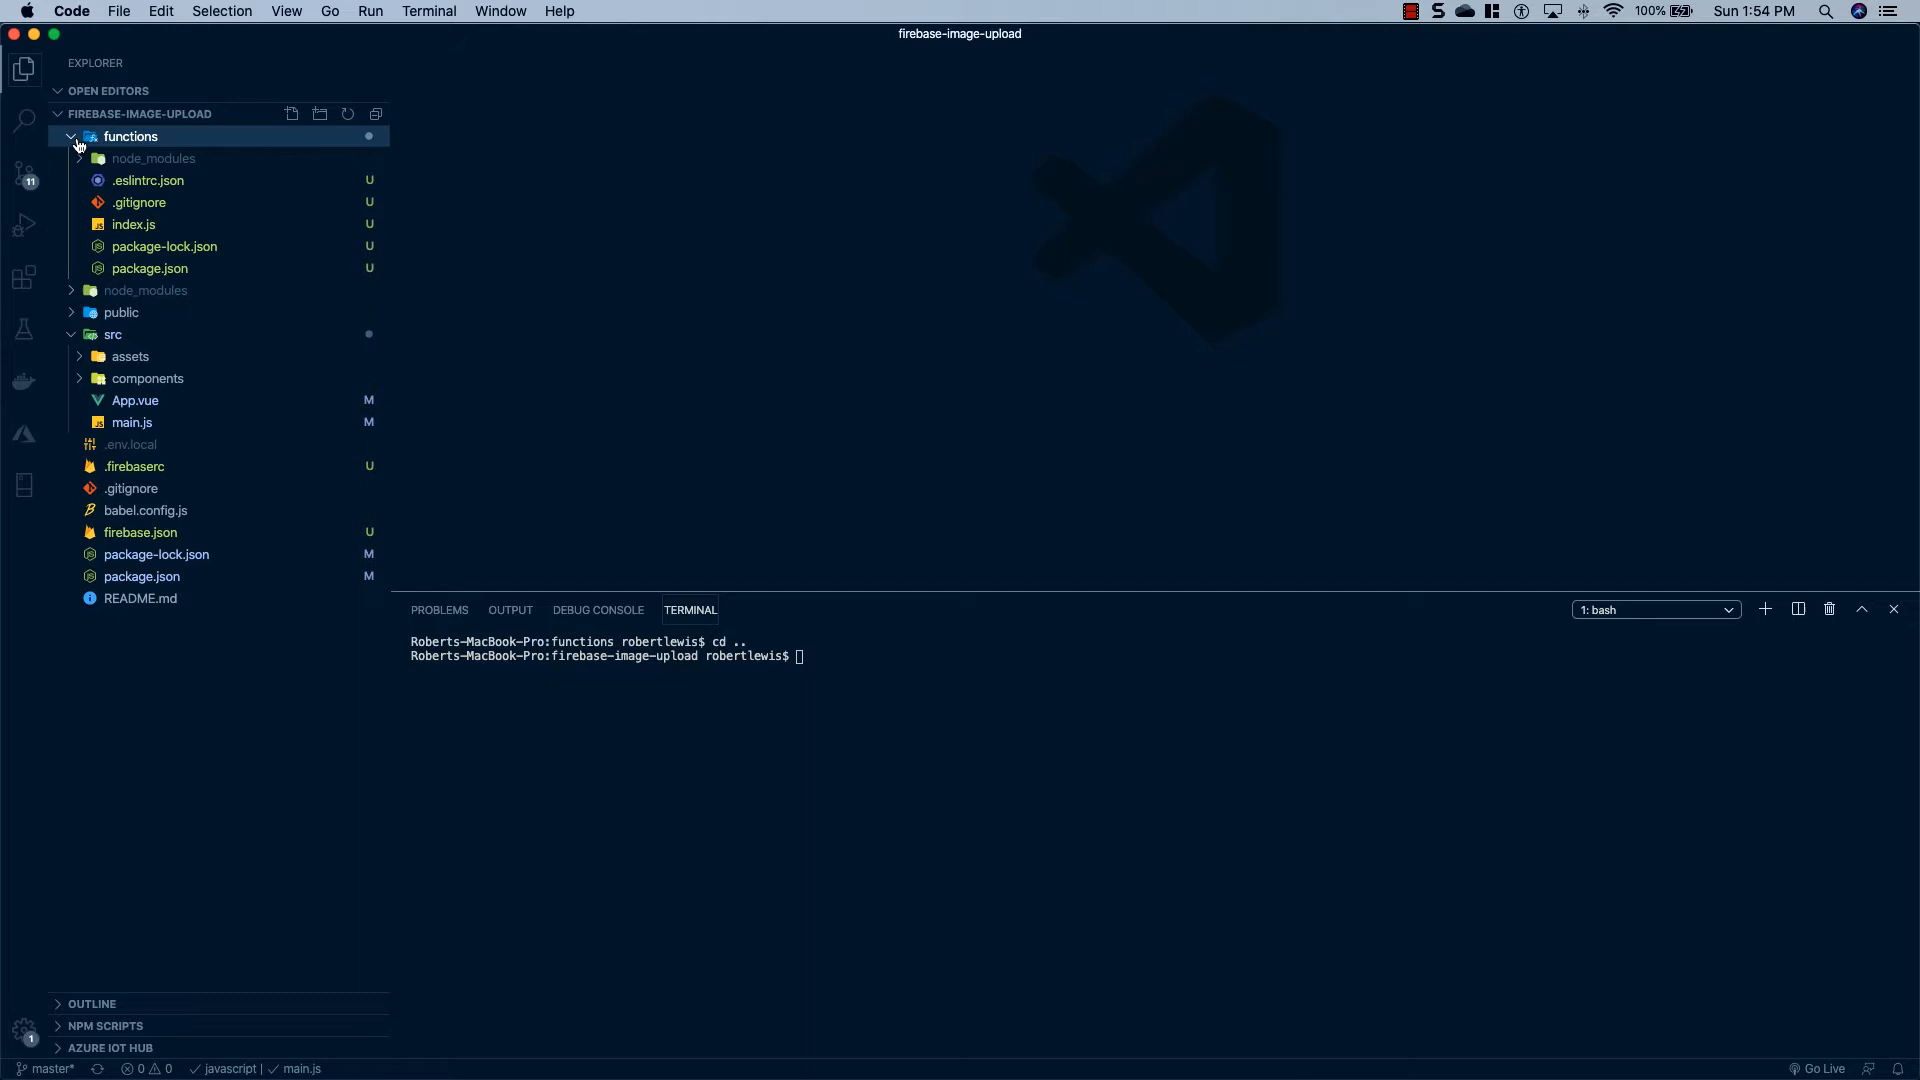 Code File Edit Selection View Go Run Terminal Window Help 100% Sun 1:54 PM
firebase-image-upload
EXPLORER
OPEN EDITORS
FIREBASE-IMAGE-UPLOAD
functions
node_modules
.eslintrc.json U
.gitignore U
index.js U
package-lock.json U
package.json U
node_modules
public
src
assets
components
App.vue M
main.js M
.env.local
.firebaserc U
.gitignore
babel.config.js
firebase.json U
package-lock.json M
package.json M
README.md
11
PROBLEMS OUTPUT DEBUG CONSOLE TERMINAL 1: bash
Roberts-MacBook-Pro:functions robertlewis$ cd ..
Roberts-MacBook-Pro:firebase-image-upload robertlewis$
OUTLINE
NPM SCRIPTS
AZURE IOT HUB
1
master* 0 0 javascript | main.js Go Live